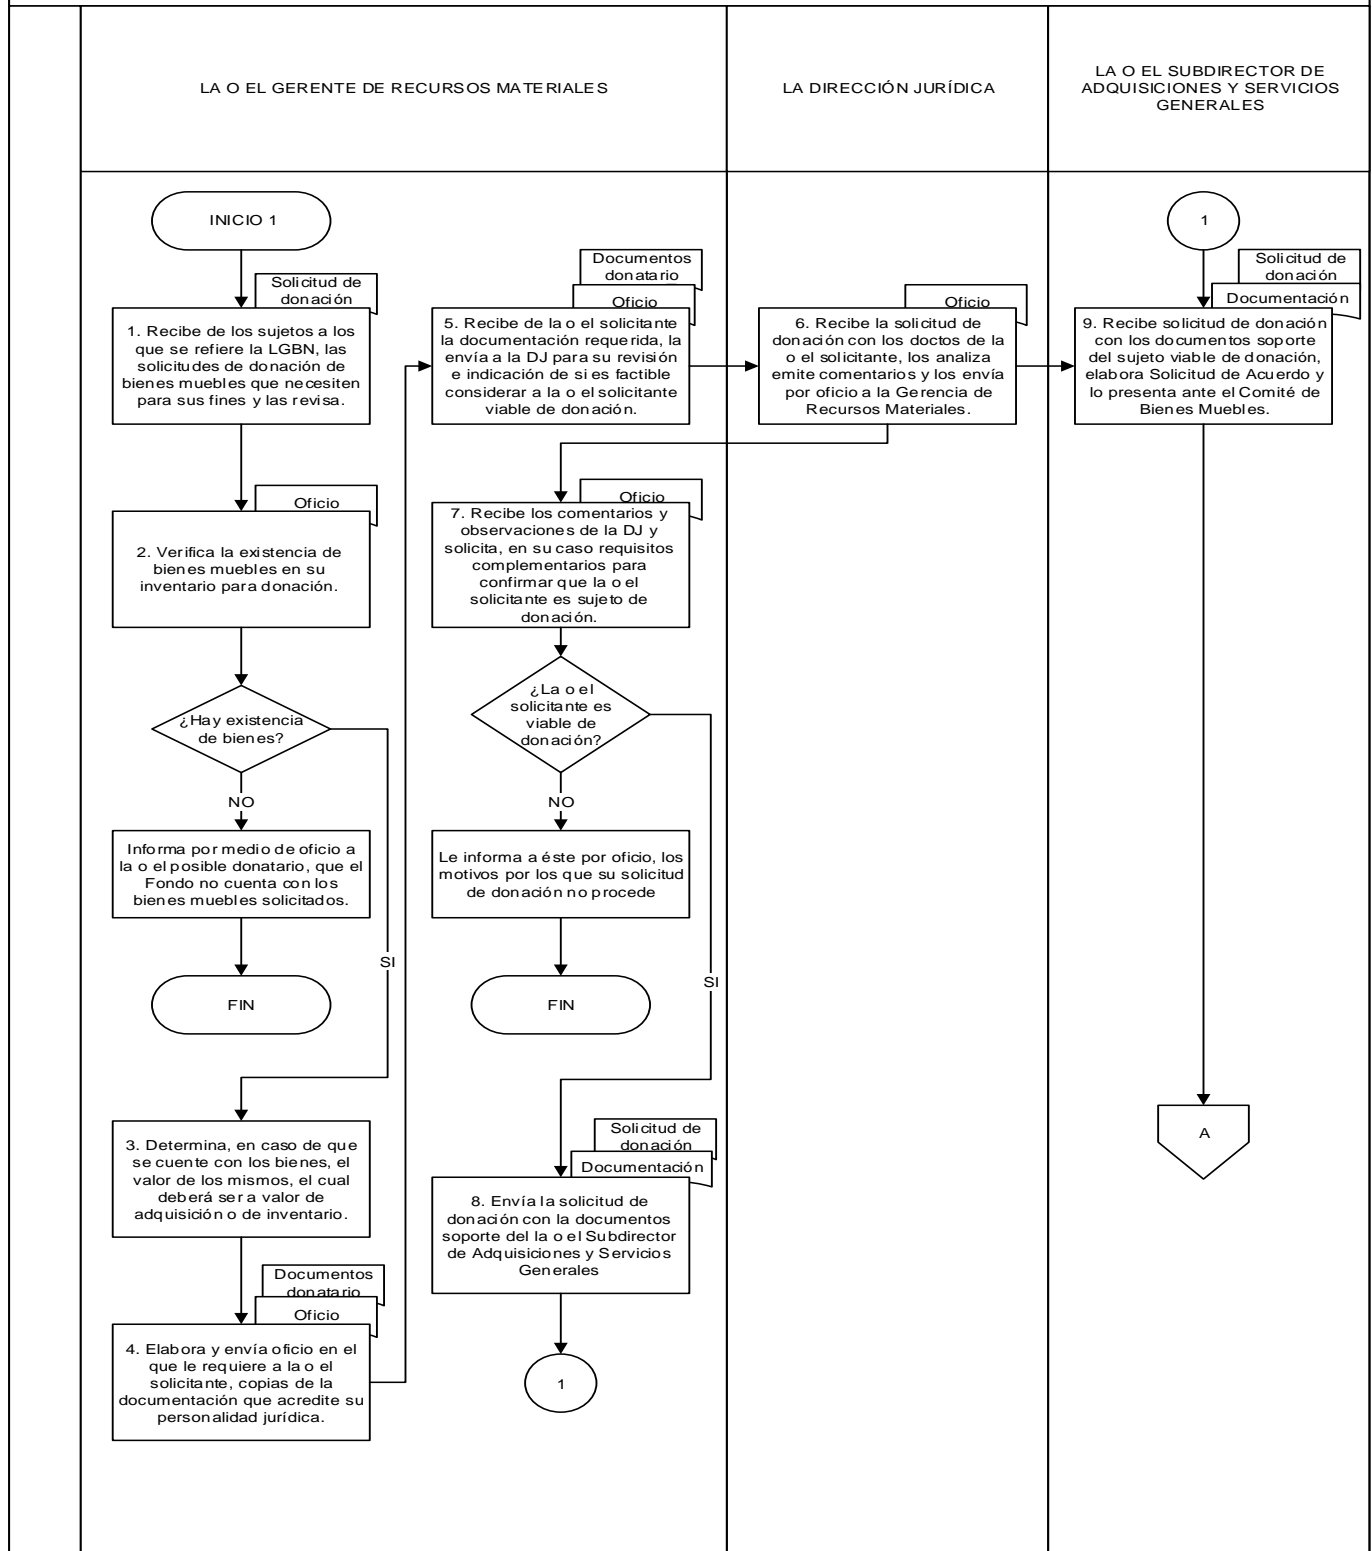 LA O EL GERENTE DE RECURSOS MATERIALES
LA DIRECCIÓN JURÍDICA
LA O EL SUBDIRECTOR DE
ADQUISICIONES Y SERVICIOS
GENERALES
INICIO 1
Solicitud de
donación
1. Recibe de los sujetos a los
que se refiere la LGBN, las
solicitudes de donación de
bienes muebles que necesiten
para sus fines y las revisa.
Oficio
2. Verifica la existencia de
bienes muebles en su
inventario para donación.
¿Hay existencia
de bienes?
NO
Informa por medio de oficio a
la o el posible donatario, que el
Fondo no cuenta con los
bienes muebles solicitados.
SI
FIN
3. Determina, en caso de que
se cuente con los bienes, el
valor de los mismos, el cual
deberá ser a valor de
adquisición o de inventario.
Documentos
donatario
Oficio
4. Elabora y envía oficio en el
que le requiere a la o el
solicitante, copias de la
documentación que acredite su
personalidad jurídica.
Documentos
donatario
Oficio
5. Recibe de la o el solicitante
la documentación requerida, la
envía a la DJ para su revisión
e indicación de si es factible
considerar a la o el solicitante
viable de donación.
Oficio
6. Recibe la solicitud de
donación con los doctos de la
o el solicitante, los analiza
emite comentarios y los envía
por oficio a la Gerencia de
Recursos Materiales.
Oficio
7. Recibe los comentarios y
observaciones de la DJ y
solicita, en su caso requisitos
complementarios para
confirmar que la o el
solicitante es sujeto de
donación.
¿La o el
solicitante es
viable de
donación?
NO
Le informa a éste por oficio, los
motivos por los que su solicitud
de donación no procede
SI
FIN
Solicitud de
donación
Documentación
8. Envía la solicitud de
donación con la documentos
soporte del la o el Subdirector
de Adquisiciones y Servicios
Generales
1
1
Solicitud de
donación
Documentación
9. Recibe solicitud de donación
con los documentos soporte
del sujeto viable de donación,
elabora Solicitud de Acuerdo y
lo presenta ante el Comité de
Bienes Muebles.
A